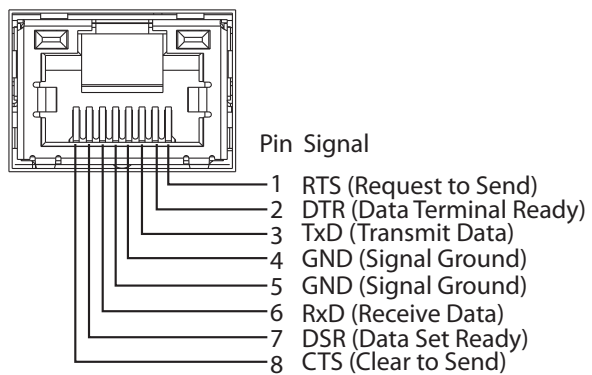 Pin Signal
1 RTS (Request to Send)
2 DTR (Data Terminal Ready)
3 TxD (Transmit Data)
4 GND (Signal Ground)
5 GND (Signal Ground)
6 RxD (Receive Data)
7 DSR (Data Set Ready)
8 CTS (Clear to Send)